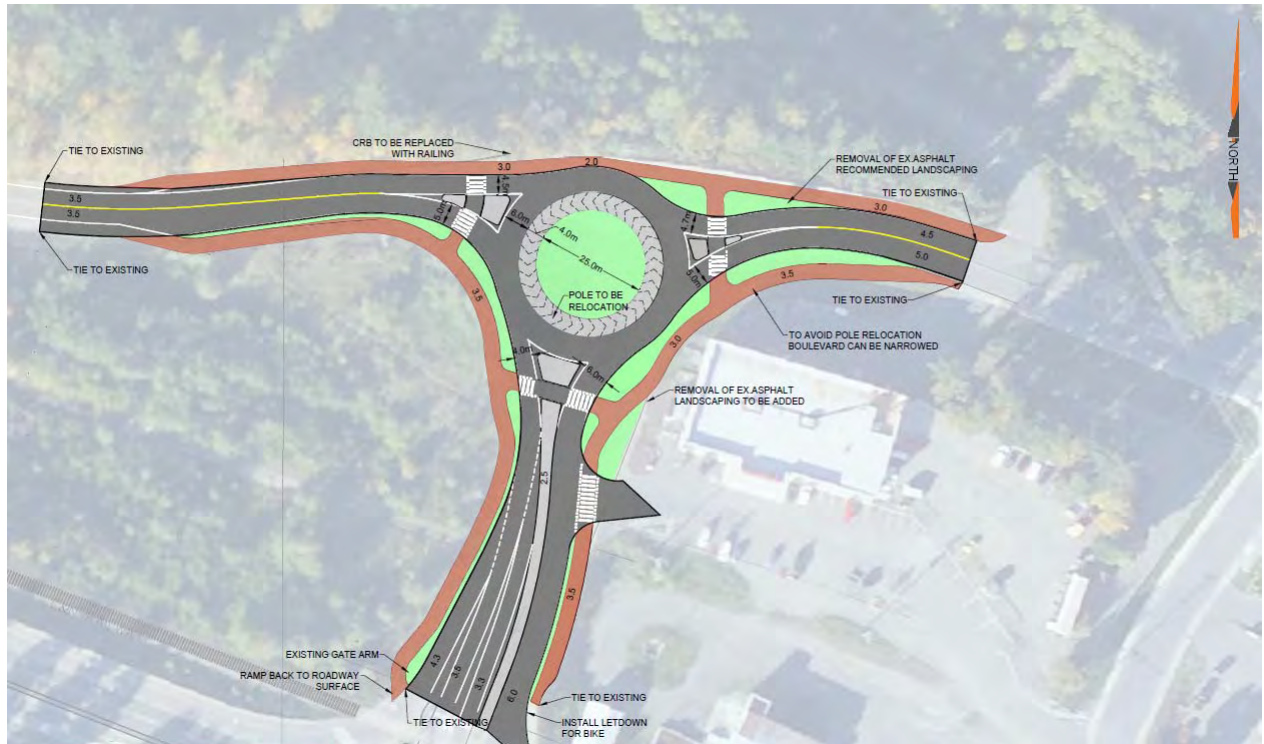 TIE TO EXISTING
3.5
3.5
TIE TO EXISTING
CRB TO BE REPLACED
WITH RAILING
3.0
2.0
4.5m
5.0m
6.0m
4.0m
25.0m
POLE TO BE
RELOCATION
REMOVAL OF EX.ASPHALT
RECOMMENDED LANDSCAPING
TIE TO EXISTING
3.0
4.7m
4.5
5.0
5.0m
3.5
TIE TO EXISTING
TO AVOID POLE RELOCATION
BOULEVARD CAN BE NARROWED
NORTH
3.5
3.0
4.0m
6.0m
REMOVAL OF EX.ASPHALT
LANDSCAPING TO BE ADDED
2.5
3.5
EXISTING GATE ARM
RAMP BACK TO ROADWAY
SURFACE
4.3
3.5
3.3
6.0
TIE TO EXISTING
TIE TO EXISTING
INSTALL LETDOWN
FOR BIKE